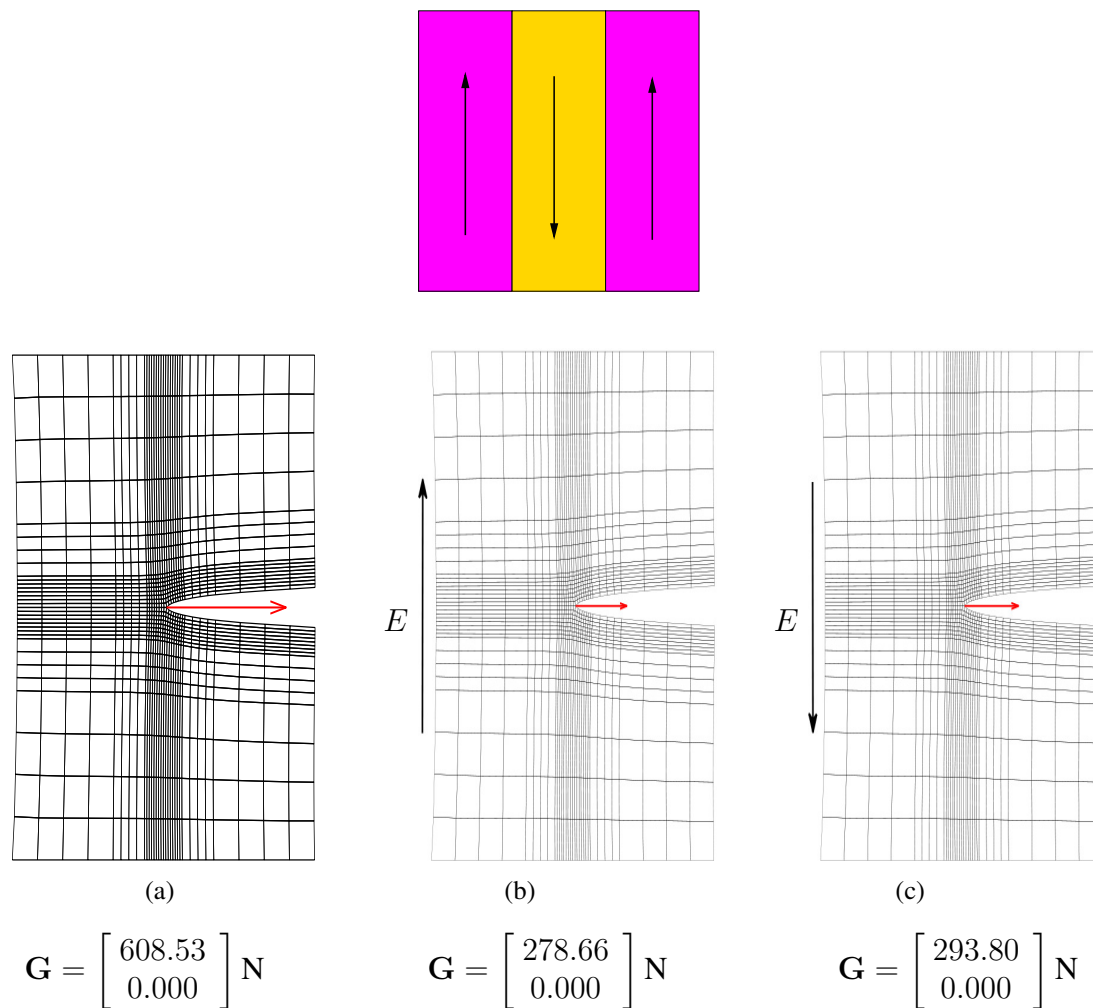 E
E
(a)
(b)
(c)
G = [ 608.53 0.000 ] N
G = [ 278.66 0.000 ] N
G = [ 293.80 0.000 ] N